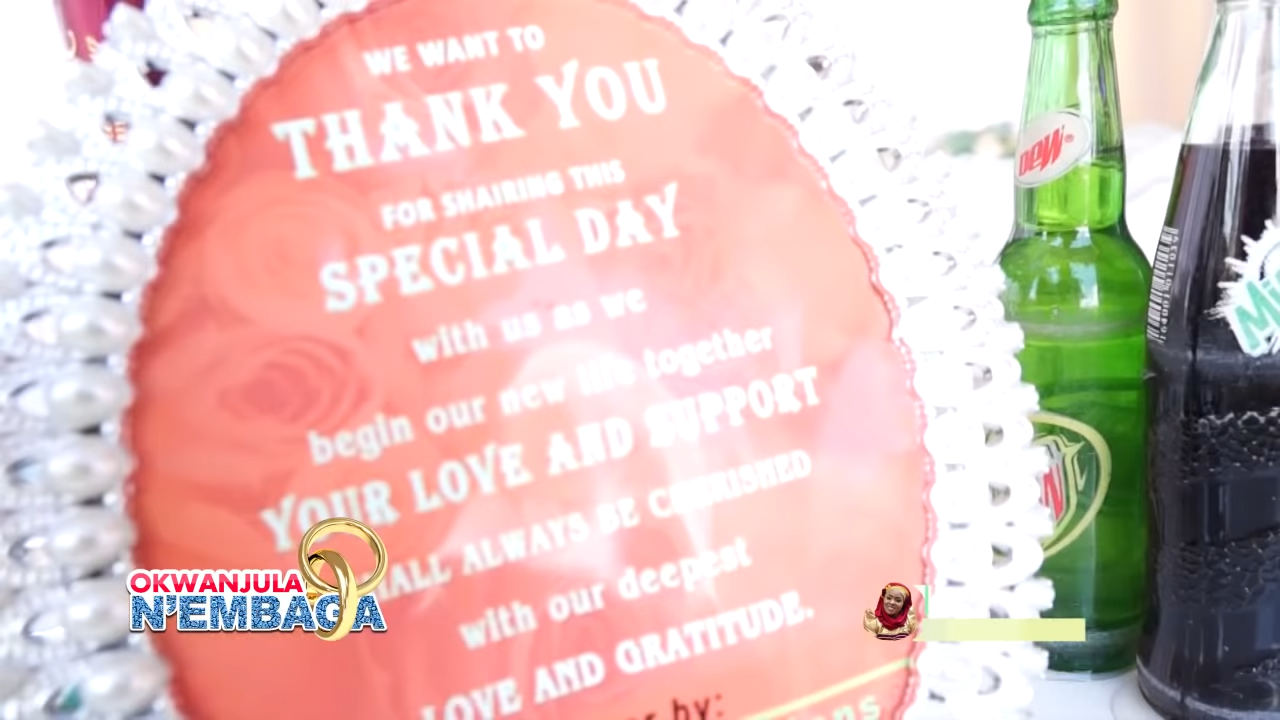 WE WANT TO
THANK YOU
FOR SHAIRING THIS
SPECIAL DAY
with us as we
begin our new life together
YOUR LOVE AND SUPPORT
ALWAYS BE CHERISHED
with our deepest
LOVE AND GRATITUDE.
by:
DEW
OKWANJULA
N'EMBAGA